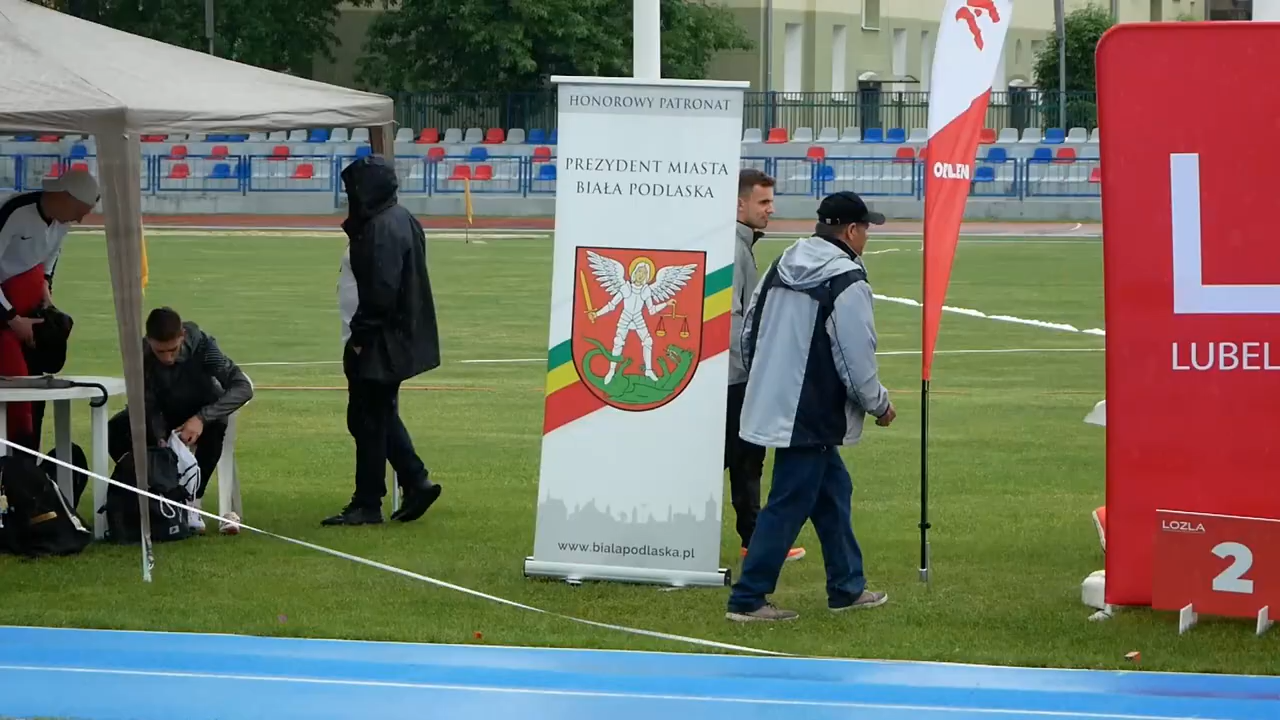 HONOROWY PATRONAT
PREZYDENT MIASTA
BIAŁA PODLASKA
www.bialapodlaska.pl
ORLEN
L
LUBEL
LOZLA
2